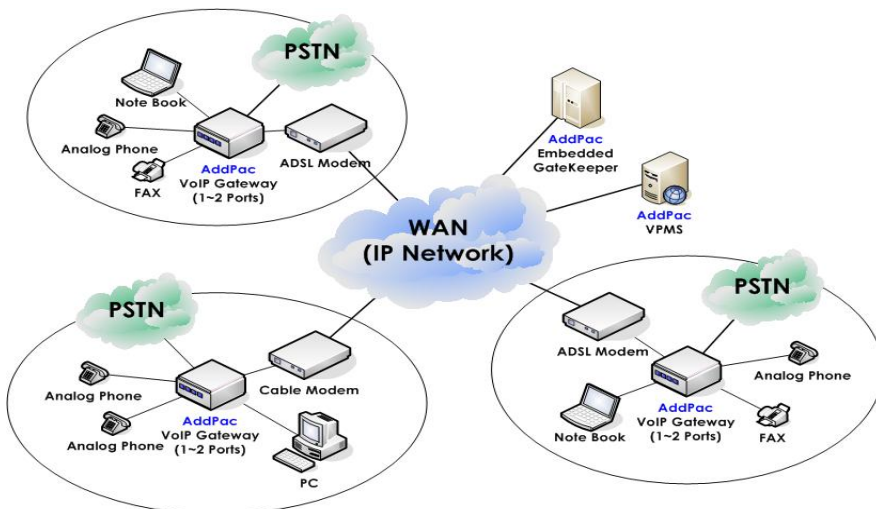 PSTN
Note Book
Analog Phone
FAX
AddPac
VoIP Gateway
(1~2 Ports)
ADSL Modem
AddPac
Embedded
GateKeeper
AddPac
VPMS
WAN
(IP Network)
PSTN
Analog Phone
Analog Phone
AddPac
VoIP Gateway
(1~2 Ports)
Cable Modem
PC
PSTN
ADSL Modem
Analog Phone
Note Book
AddPac
VoIP Gateway
(1~2 Ports)
FAX